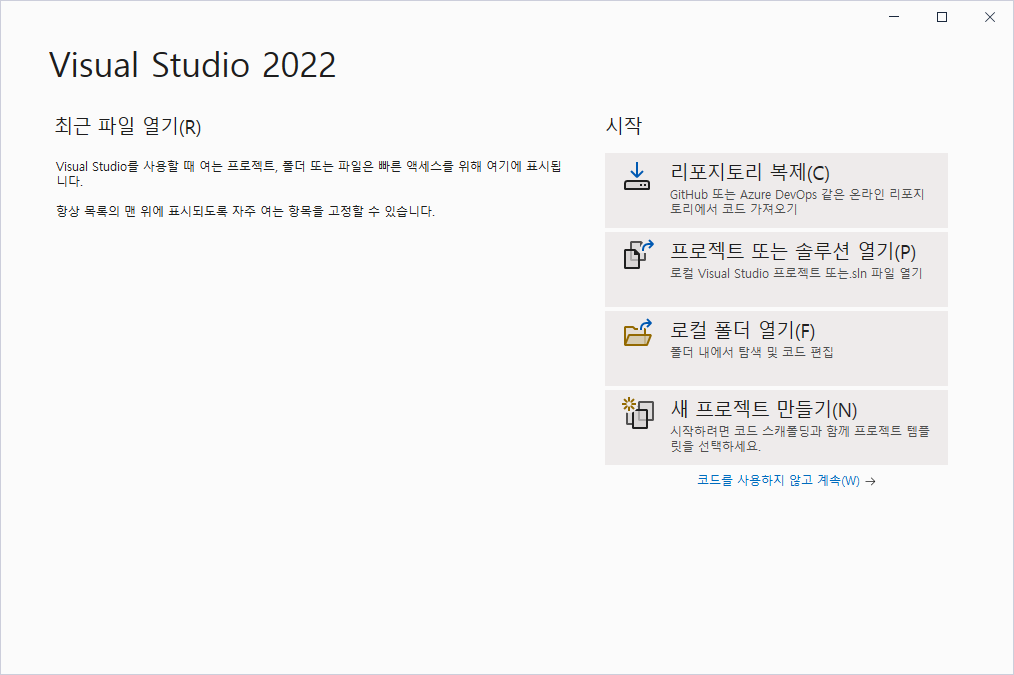 Visual Studio 2022
최근 파일 열기(R)
Visual Studio를 사용할 때 여는 프로젝트, 폴더 또는 파일은 빠른 액세스를 위해 여기에 표시됩
니다.
항상 목록의 맨 위에 표시되도록 자주 여는 항목을 고정할 수 있습니다.
시작
리포지토리 복제(C)
GitHub 또는 Azure DevOps 같은 온라인 리포지
토리에서 코드 가져오기
프로젝트 또는 솔루션 열기(P)
로컬 Visual Studio 프로젝트 또는.sln 파일 열기
로컬 폴더 열기(F)
폴더 내에서 탐색 및 코드 편집
새 프로젝트 만들기(N)
시작하려면 코드 스캐폴딩과 함께 프로젝트 템플
릿을 선택하세요.
코드를 사용하지 않고 계속(W) →